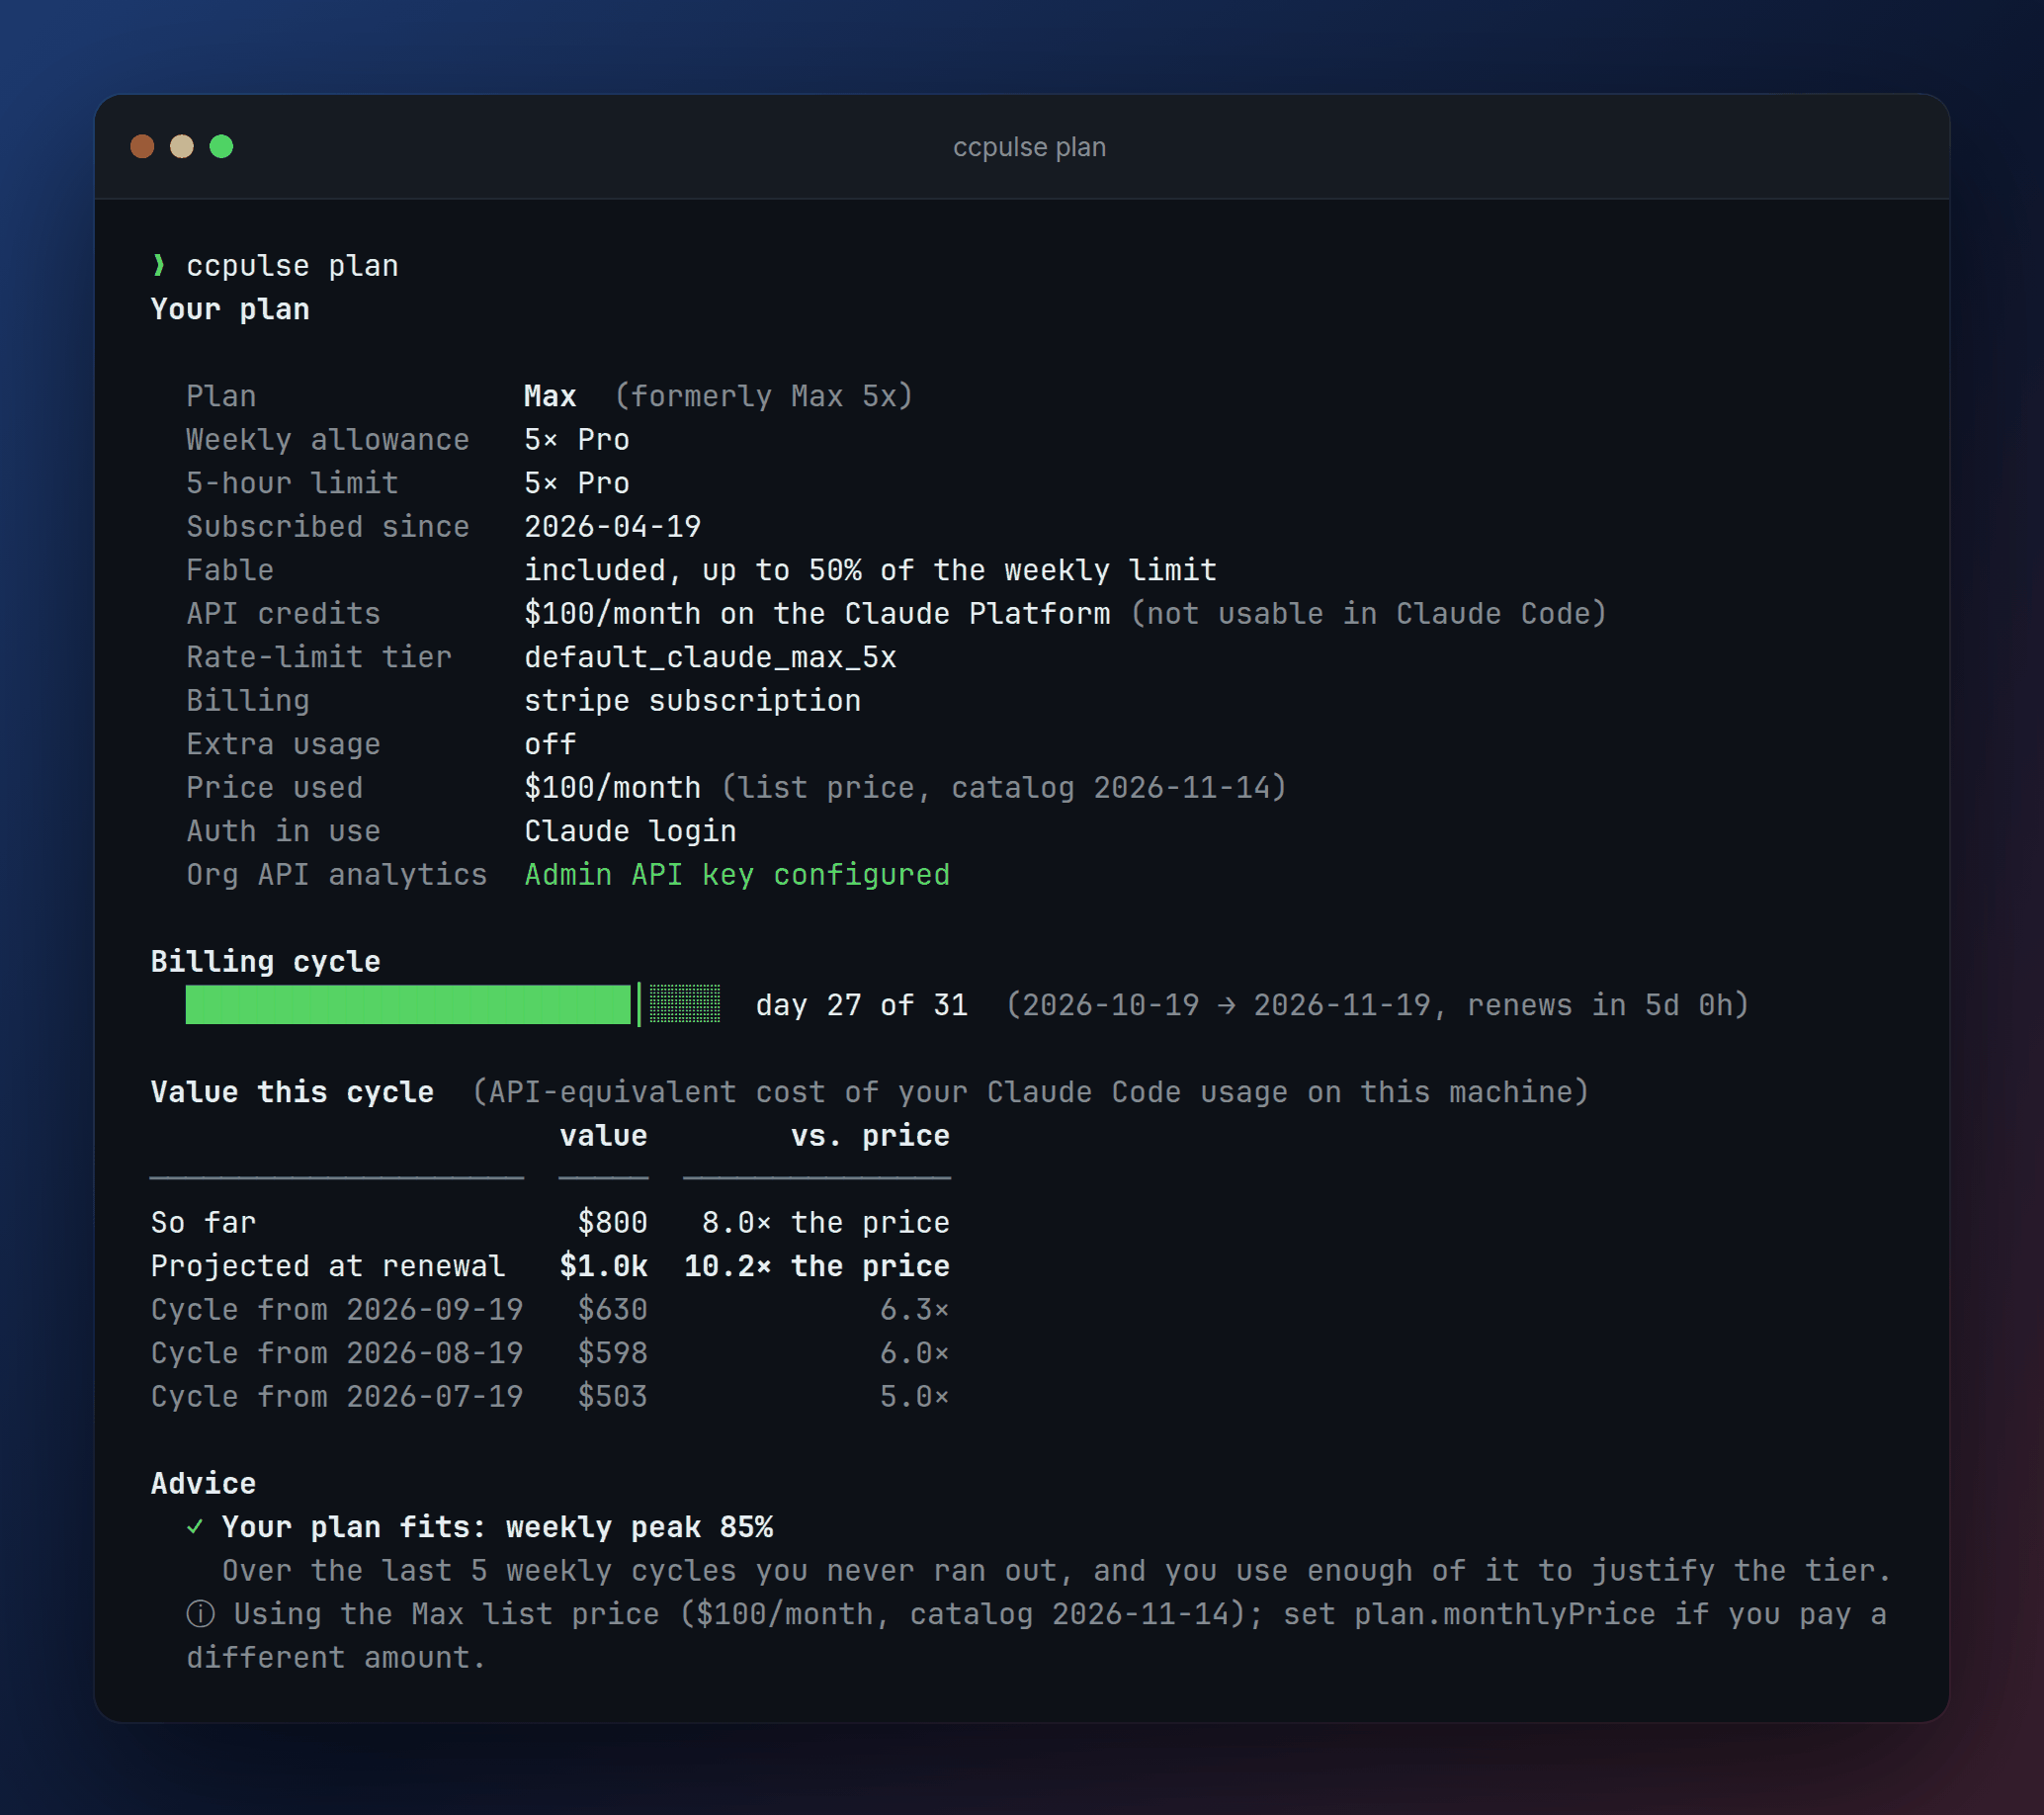 ccpulse plan
❯ ccpulse plan
Your plan
Plan Max (formerly Max 5x)
Weekly allowance 5× Pro
5-hour limit 5× Pro
Subscribed since 2026-04-19
Fable included, up to 50% of the weekly limit
API credits $100/month on the Claude Platform (not usable in Claude Code)
Rate-limit tier default_claude_max_5x
Billing stripe subscription
Extra usage off
Price used $100/month (list price, catalog 2026-11-14)
Auth in use Claude login
Org API analytics Admin API key configured
Billing cycle
day 27 of 31 (2026-10-19 → 2026-11-19, renews in 5d 0h)
Value this cycle (API-equivalent cost of your Claude Code usage on this machine)
value vs. price
So far $800 8.0× the price
Projected at renewal $1.0k 10.2× the price
Cycle from 2026-09-19 $630 6.3×
Cycle from 2026-08-19 $598 6.0×
Cycle from 2026-07-19 $503 5.0×
Advice
✓ Your plan fits: weekly peak 85%
Over the last 5 weekly cycles you never ran out, and you use enough of it to justify the tier.
ⓘ Using the Max list price ($100/month, catalog 2026-11-14); set plan.monthlyPrice if you pay a
different amount.